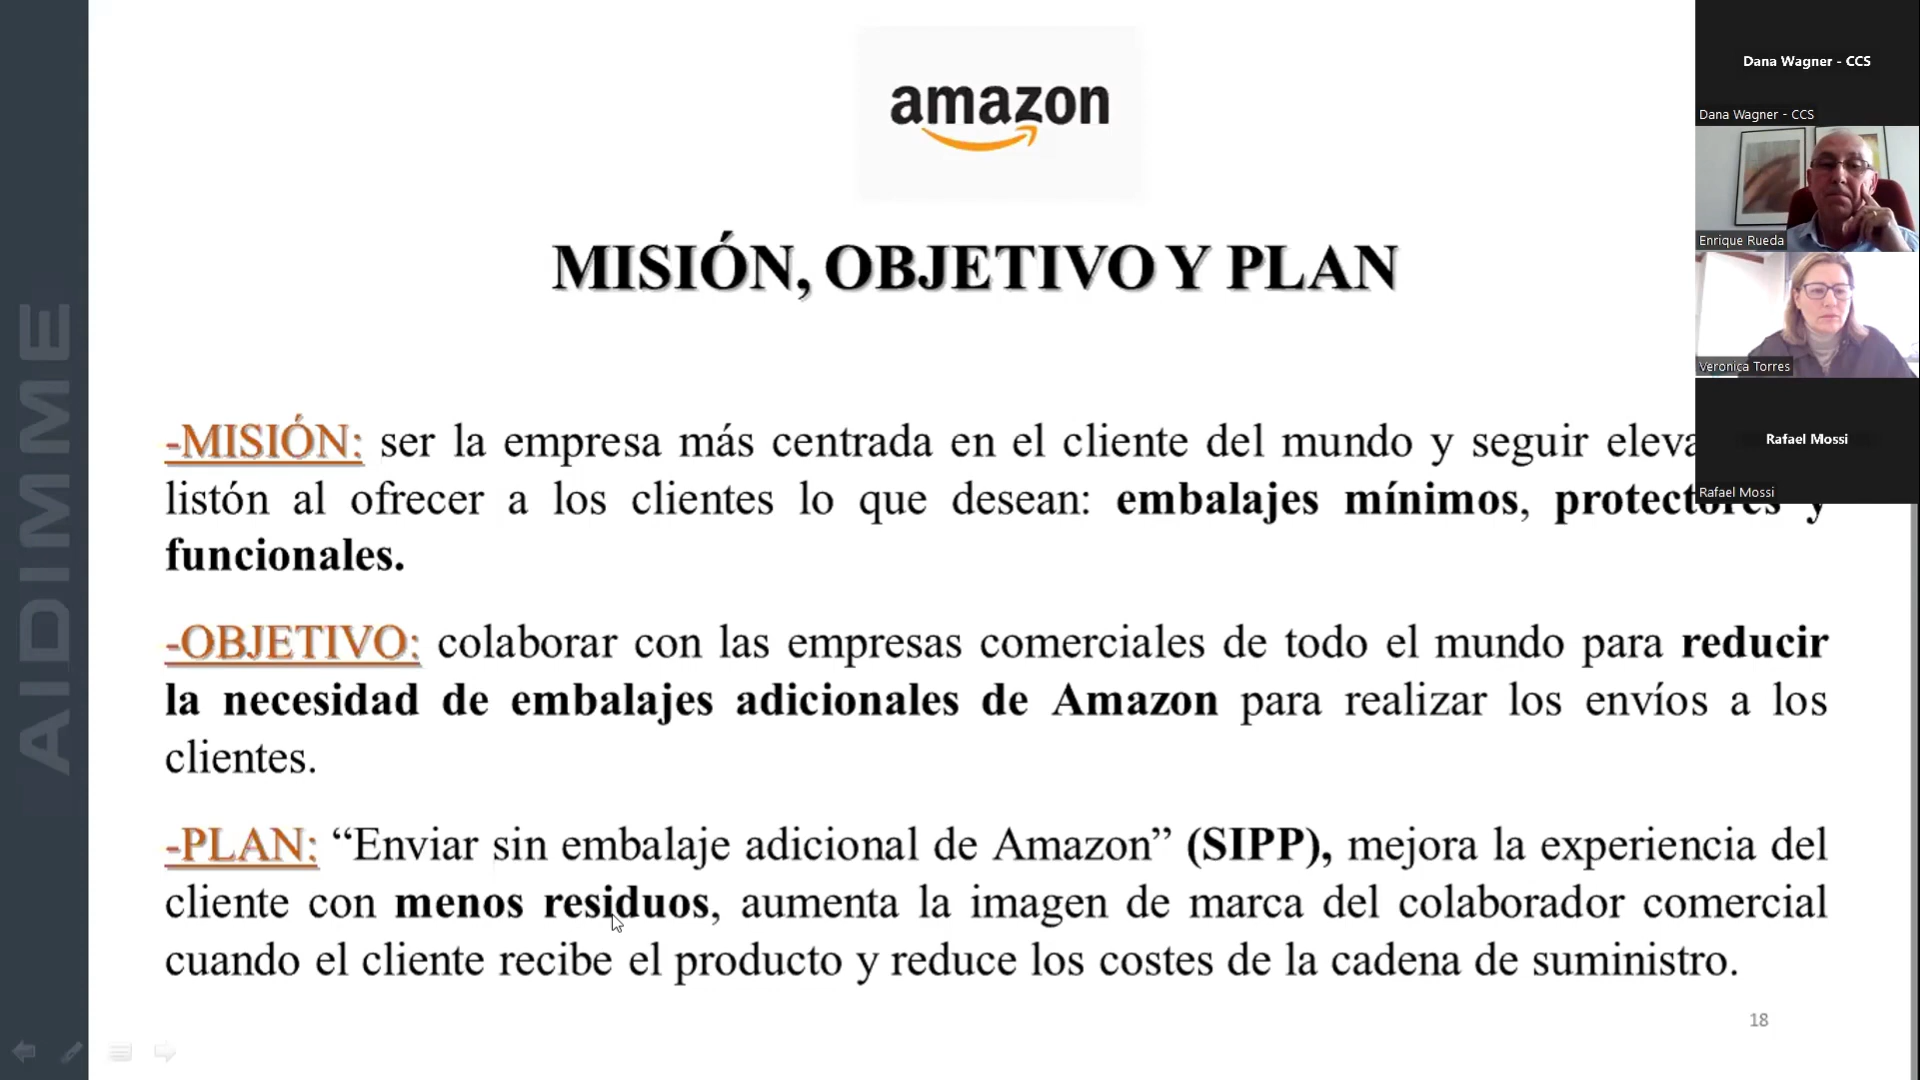 amazon
MISIÓN, OBJETIVO Y PLAN
-MISIÓN: ser la empresa más centrada en el cliente del mundo y seguir eleva
listón al ofrecer a los clientes lo que desean: embalajes mínimos, protectores y
funcionales.
-OBJETIVO: colaborar con las empresas comerciales de todo el mundo para reducir
la necesidad de embalajes adicionales de Amazon para realizar los envíos a los
clientes.
-PLAN: “Enviar sin embalaje adicional de Amazon” (SIPP), mejora la experiencia del
cliente con menos residuos, aumenta la imagen de marca del colaborador comercial
cuando el cliente recibe el producto y reduce los costes de la cadena de suministro.
18
AIDIMME
Dana Wagner - CCS
Dana Wagner - CCS
Enrique Rueda
Veronica Torres
Rafael Mossi
Rafael Mossi